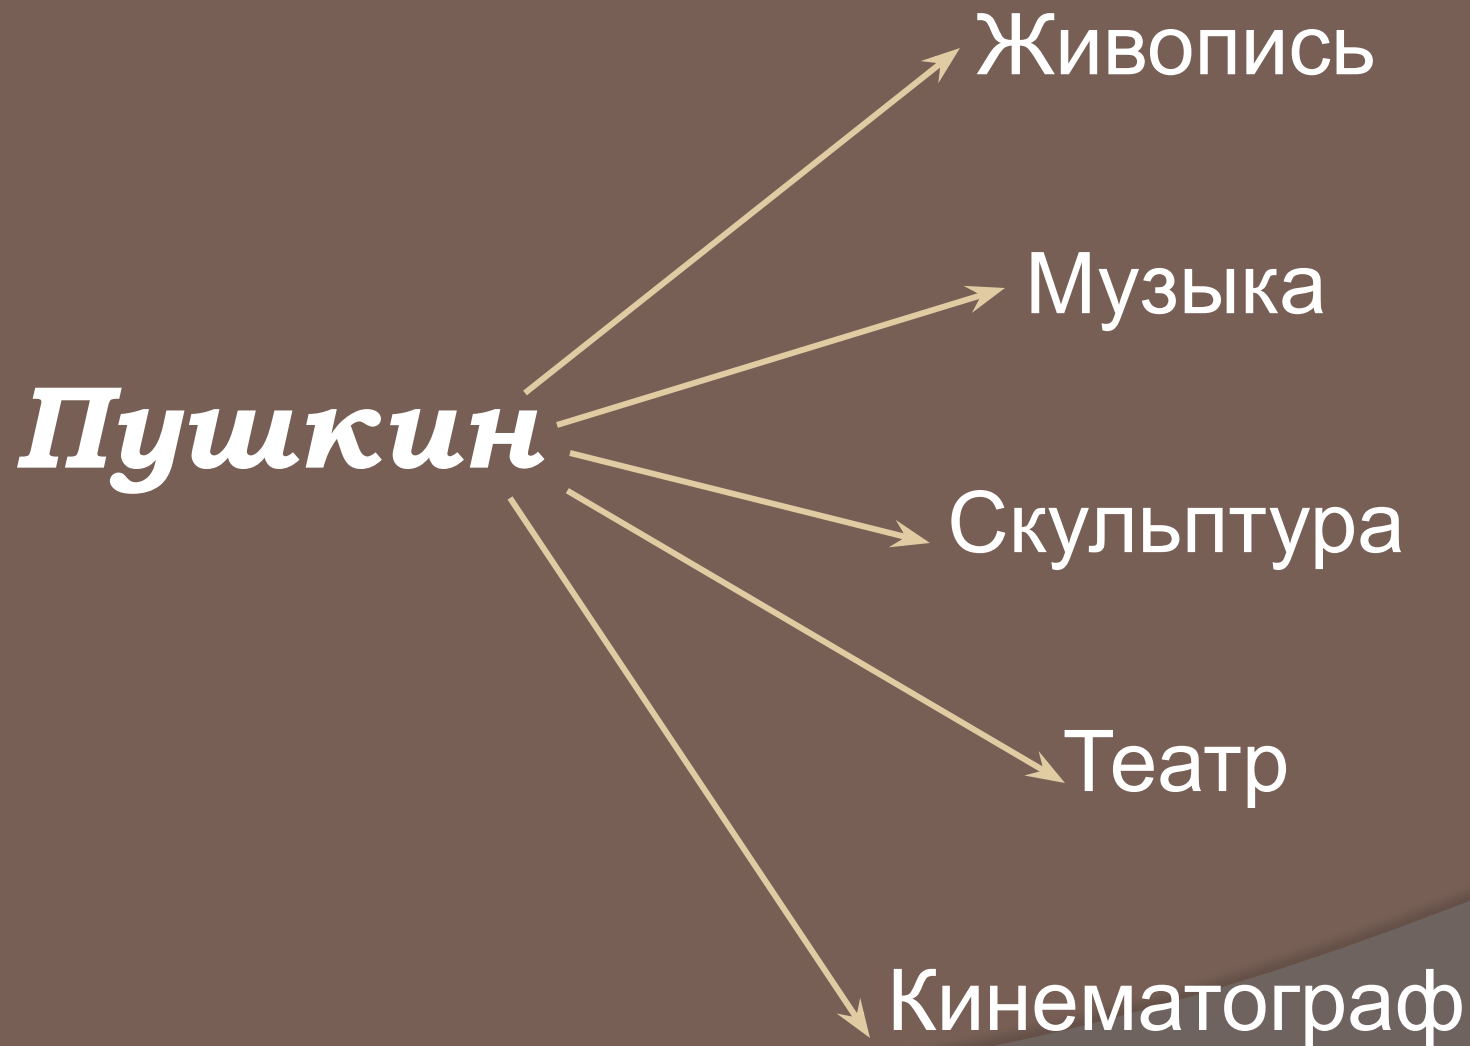 Живопись
Музыка
Пушкин
Скульптура
Театр
Кинематограф